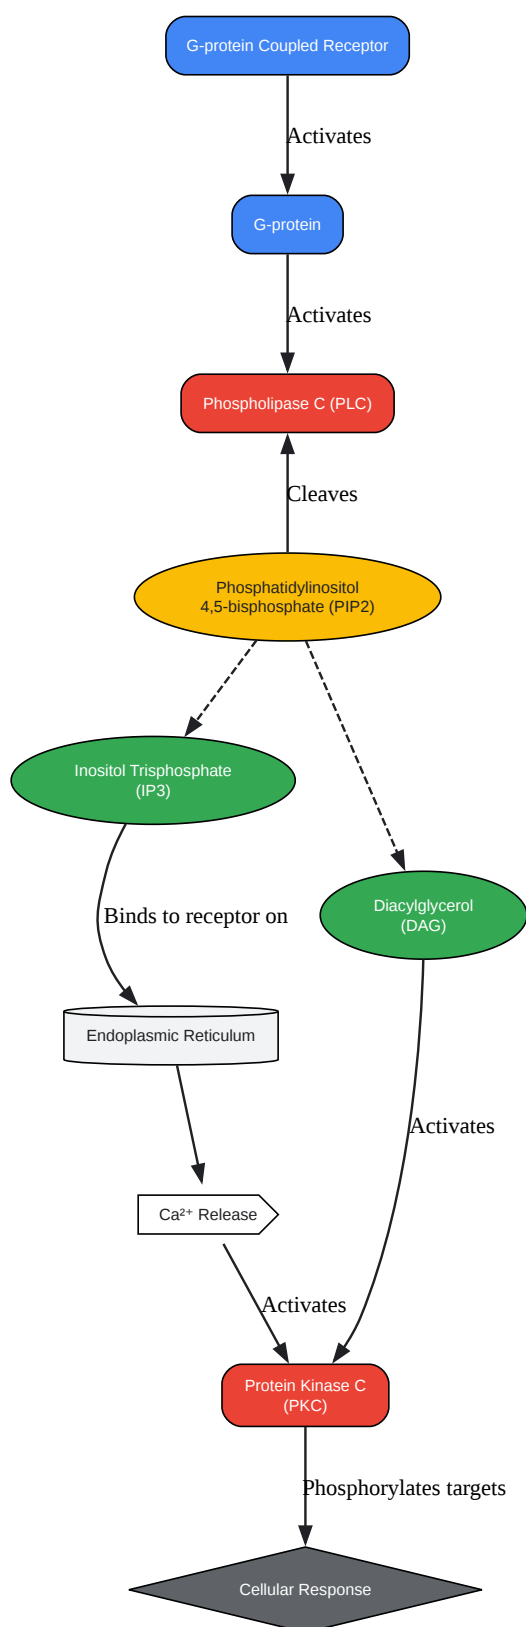 G-protein Coupled Receptor
Activates
G-protein
Activates
Phospholipase C (PLC)
Cleaves
Phosphatidylinositol
4,5-bisphosphate (PIP2)
Inositol Trisphosphate
(IP3)
Diacylglycerol
(DAG)
Binds to receptor on
Endoplasmic Reticulum
Activates
Ca²⁺ Release
Activates
Protein Kinase C
(PKC)
Phosphorylates targets
Cellular Response